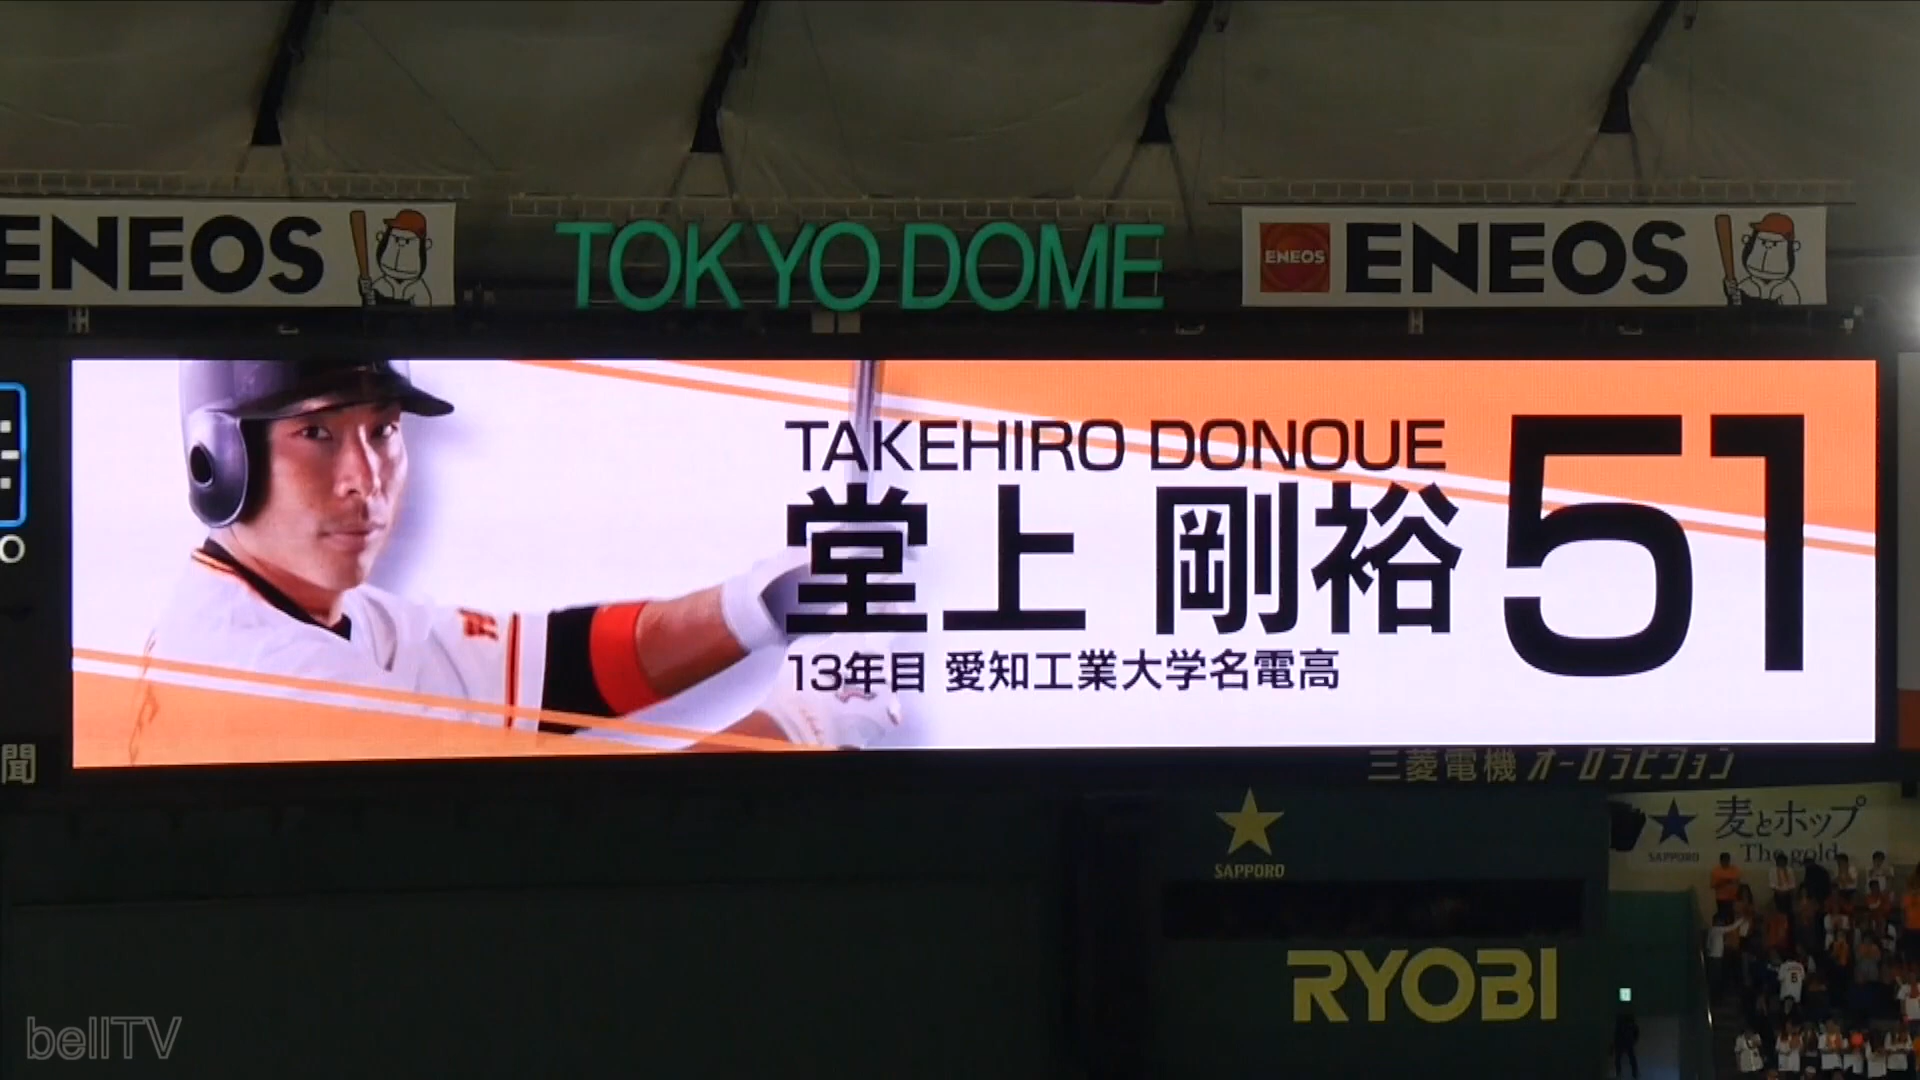 ENEOS
TOKYO DOME
ENEOS ENEOS
TAKEHIRO DONOUE
堂上 剛裕
51
13年目 愛知工業大学名電高
O
聞
三菱電機 オーロラビジョン
SAPPORO
SAPPORO
麦とホップ
The gold
RYOBI
bellTV